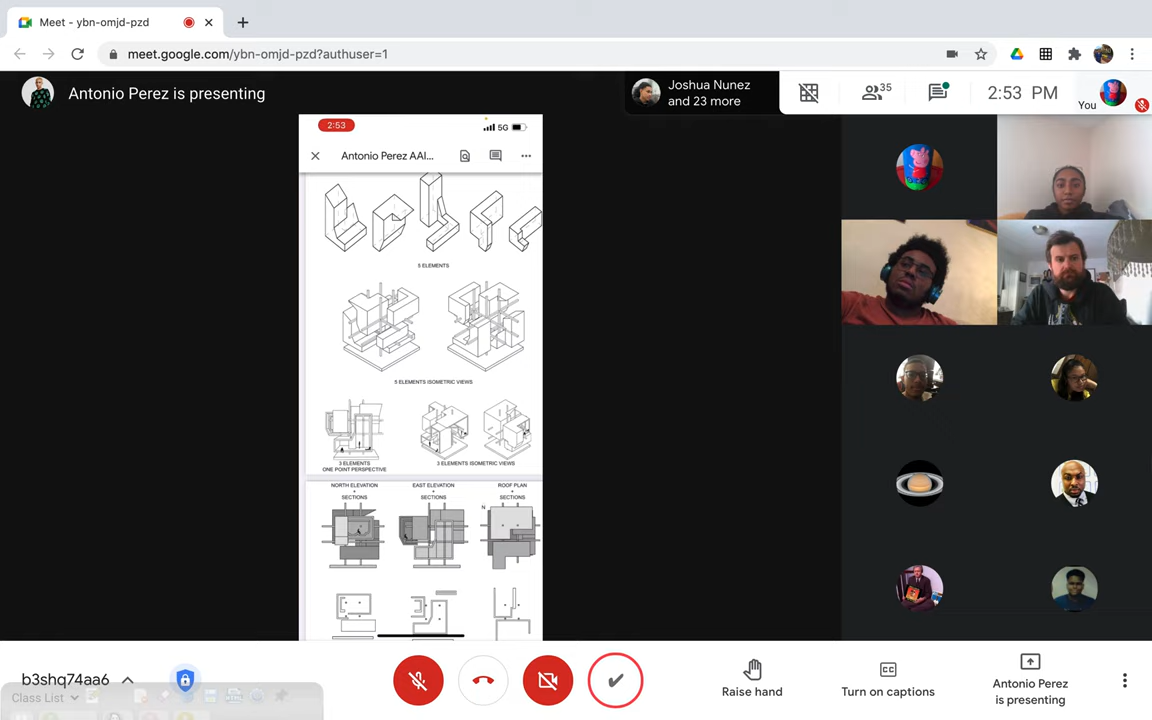 Meet - ybn-omjd-pzd
meet.google.com/ybn-omjd-pzd?authuser=1
Antonio Perez is presenting
Joshua Nunez
and 23 more
35
2:53 PM
You
2:53
5G
Antonio Perez AAI...
5 ELEMENTS
5 ELEMENTS ISOMETRIC VIEWS
3 ELEMENTS
ONE POINT PERSPECTIVE
3 ELEMENTS ISOMETRIC VIEWS
NORTH ELEVATION
+
SECTIONS
EAST ELEVATION
+
SECTIONS
ROOF PLAN
+
SECTIONS
N
b3shq74aa6
Class List
Raise hand
CC
Turn on captions
Antonio Perez
is presenting